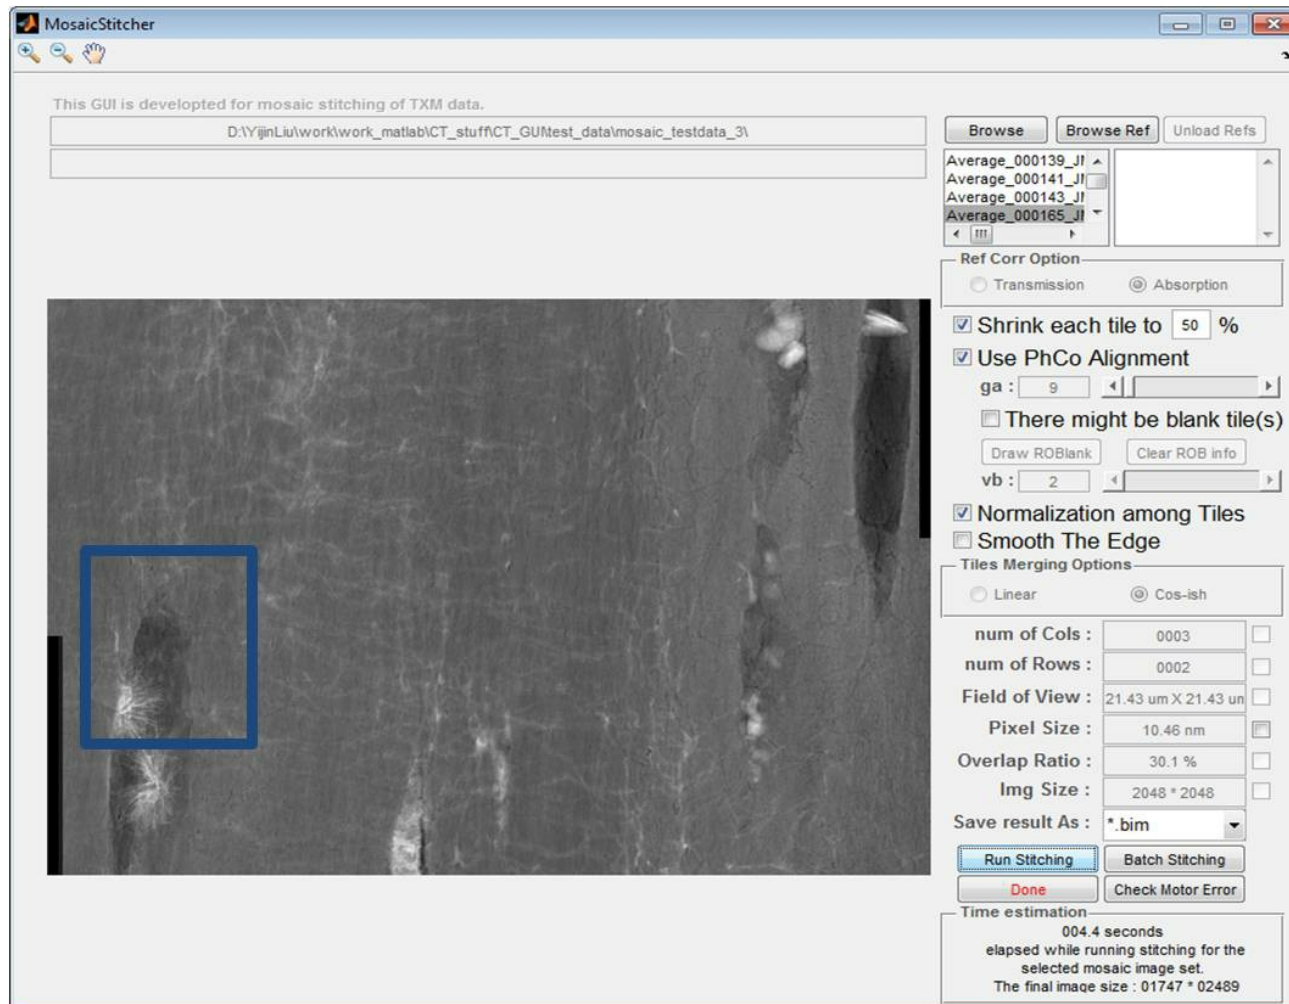 MosaicStitcher
This GUI is developted for mosaic stitching of TXM data.
D:\YijinLiu\work\work_matlab\CT_stuff\CT_GUI\test_data\mosaic_testdata_3\
Browse Browse Ref Unload Refs
Average_000139_JM
Average_000141_JM
Average_000143_JM
Average_000165_JM
Ref Corr Option
Transmission Absorption
Shrink each tile to 50 %
Use PhCo Alignment
ga : 9
There might be blank tile(s)
Draw ROBlank Clear ROB info
vb : 2
Normalization among Tiles
Smooth The Edge
Tiles Merging Options
Linear Cos-ish
num of Cols : 0003
num of Rows : 0002
Field of View : 21.43 um X 21.43 un
Pixel Size : 10.46 nm
Overlap Ratio : 30.1 %
Img Size : 2048 * 2048
Save result As : *.bim
Run Stitching Batch Stitching
Done Check Motor Error
Time estimation
004.4 seconds
elapsed while running stitching for the
selected mosaic image set.
The final image size : 01747 * 02489